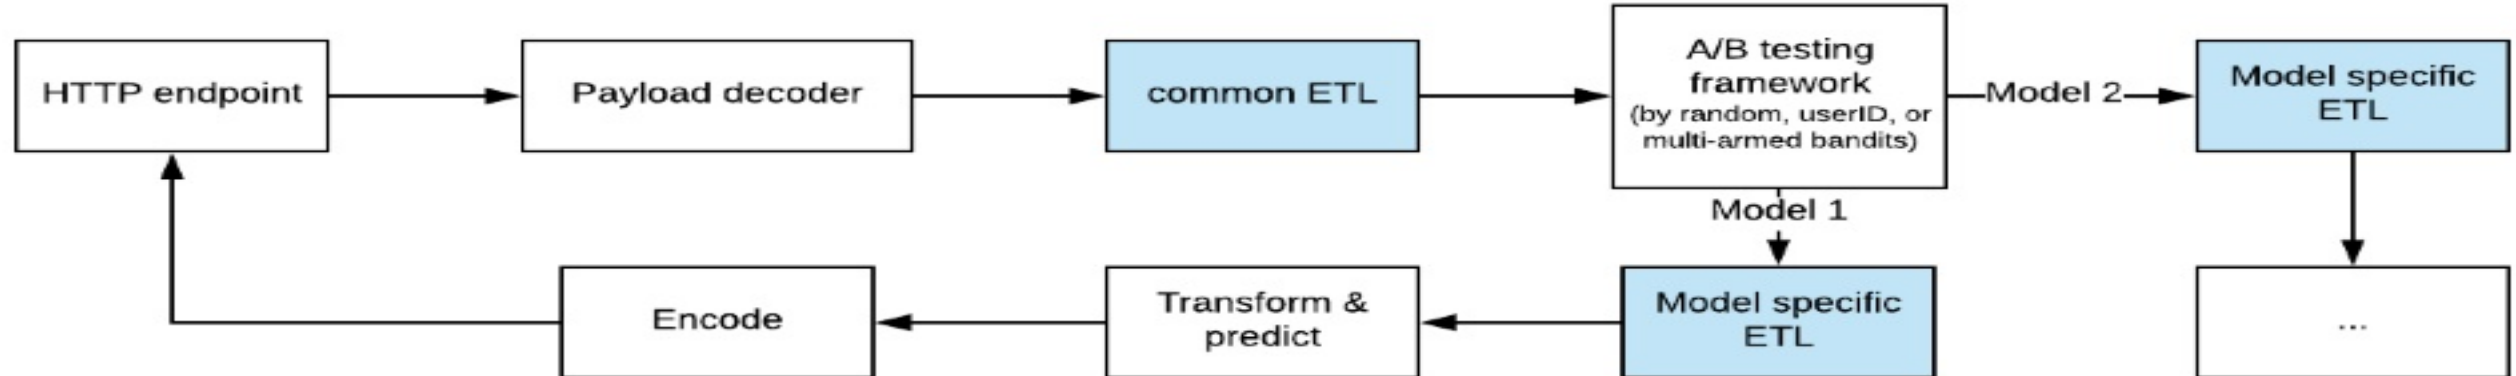 HTTP endpoint
Payload decoder
common ETL
A/B testing
framework
(by random, userID, or
multi-armed bandits)
Model 2
Model specific
ETL
Model 1
Encode
Transform &
predict
Model specific
ETL
...